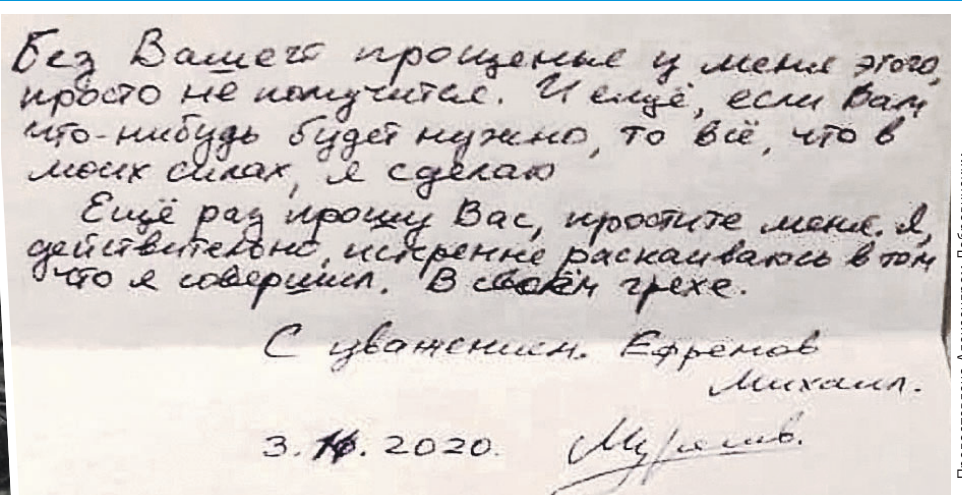 Без Вашего прощенье у меня этого,
просто не получится. И ещё, если Вам
что-нибудь будет нужно, то всё, что в
моих силах, я сделаю
Ещё раз прошу Вас, простите меня. Я,
действительно, искренне раскаиваюсь в том
что я совершил. В своём грехе.
С уважением. Ефремов
Михаил.
3. 2020.